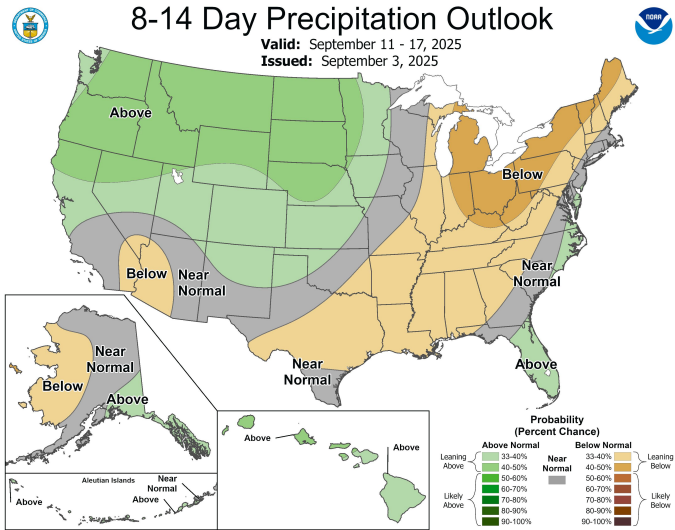 8-14 Day Precipitation Outlook
Valid: September 11 - 17, 2025
Issued: September 3, 2025
NOAA
Above
Below
Below
Near
Normal
Near
Normal
Near
Normal
Above
Near
Normal
Below
Above
Aleutian Islands
Near
Normal
Above
Above
Above
Above
Probability
(Percent Chance)
Above Normal
Below Normal
Leaning
Above
33-40%
40-50%
Likely
Above
50-60%
60-70%
70-80%
80-90%
90-100%
Near
Normal
33-40%
40-50%
Leaning
Below
50-60%
60-70%
70-80%
80-90%
90-100%
Likely
Below